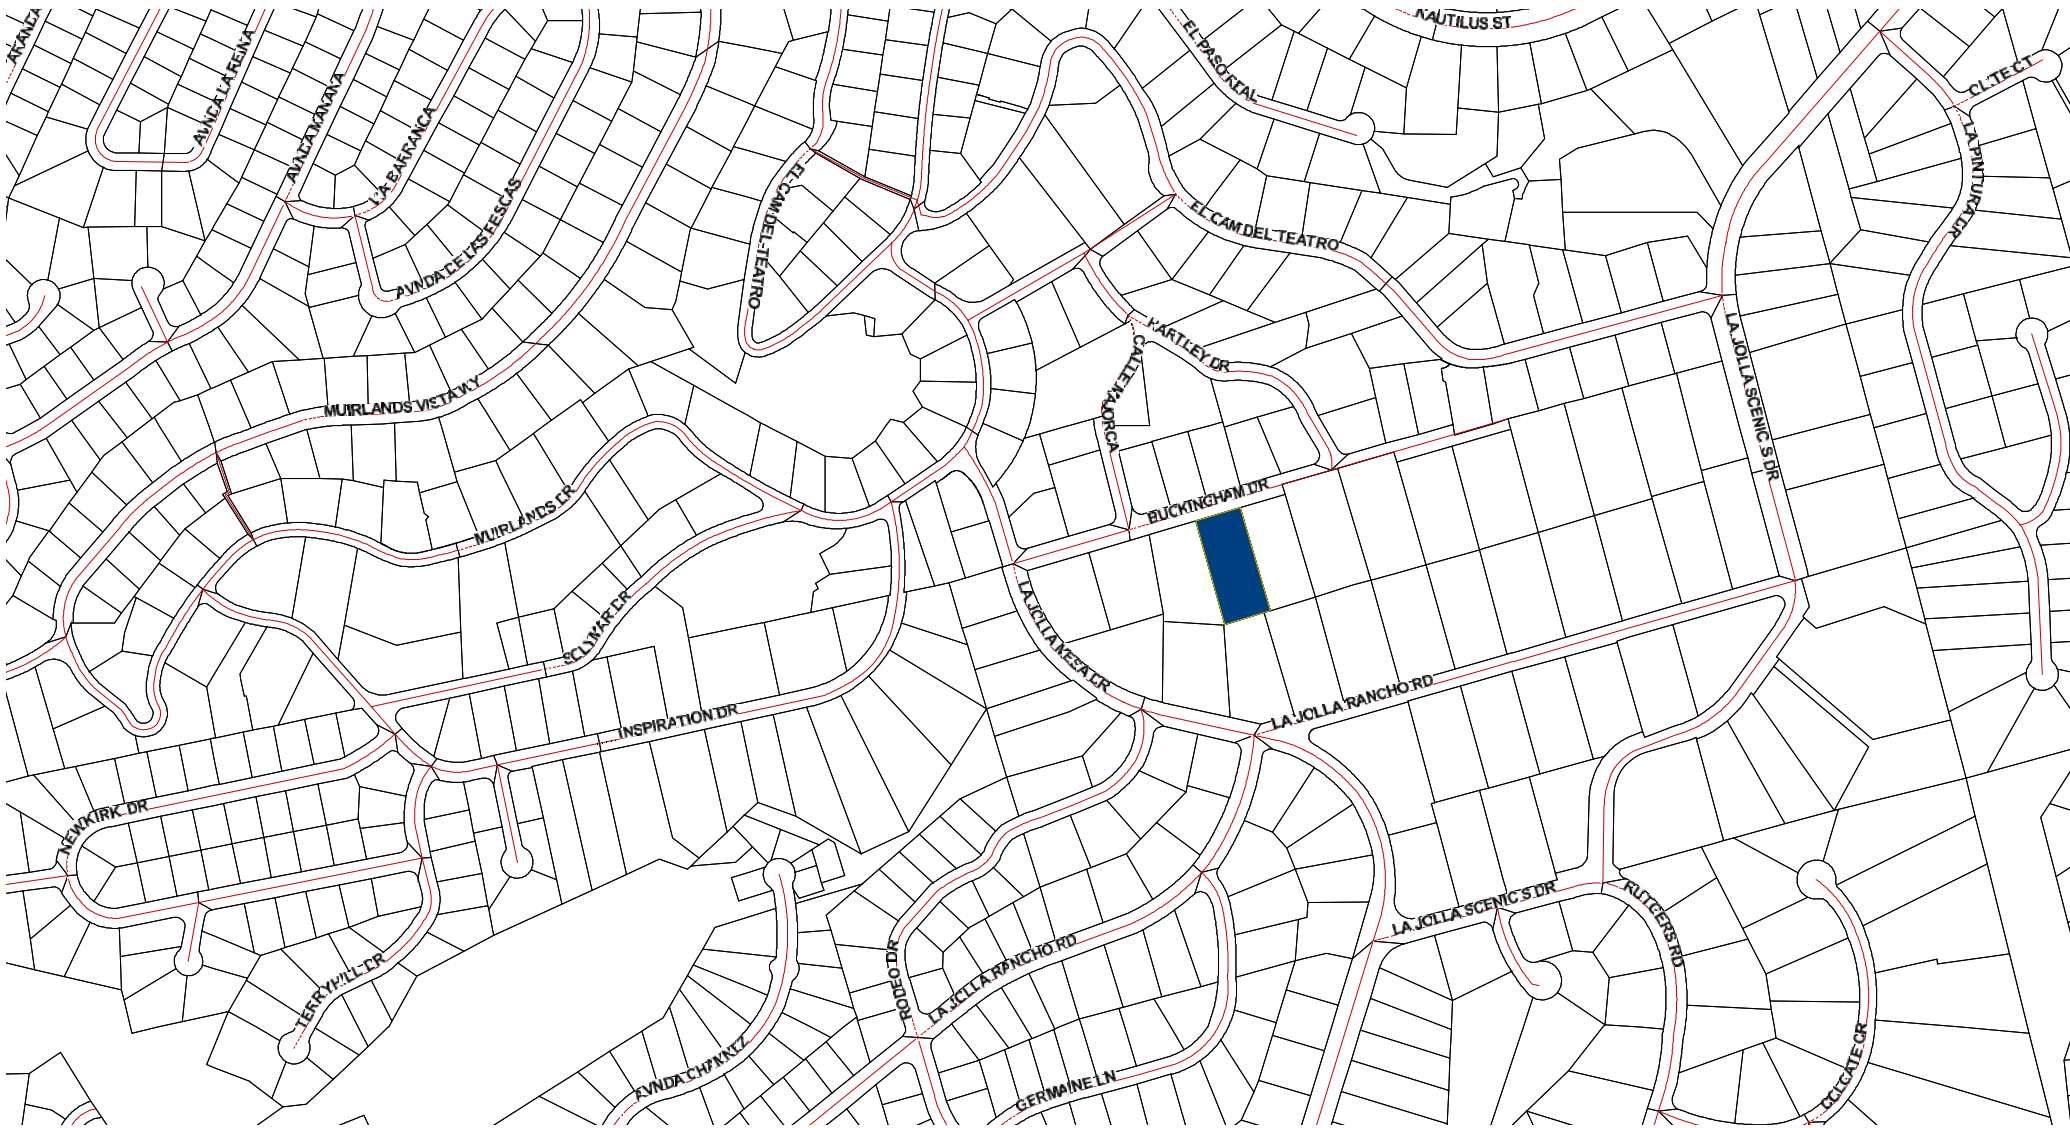 NAUTILUS ST
EL PASO REAL
AVNDA LA REINA
AVNDA MANANA
LA BARRANCA
CLTE CT
LA PINTURA DR
EL CAM DEL TEATRO
EL CAM DEL TEATRO
AVNDA DE LAS PESCAS
HARTLEY DR
CALLE MAJORCA
LA JOLLA SCENIC S DR
MUIRLANDS VISTA WY
MUIRLANDS DR
BUCKINGHAM DR
LA JOLLA MESA DR
SOLYMAR DR
LA JOLLA RANCHO RD
INSPIRATION DR
NEWKIRK DR
LA JOLLA SCENIC S DR
RUTGERS RD
RODEO DR
LA JOLLA RANCHO RD
TERRYHILL DR
AVNDA CHAMNEZ
GERMAINE LN
COLGATE CR